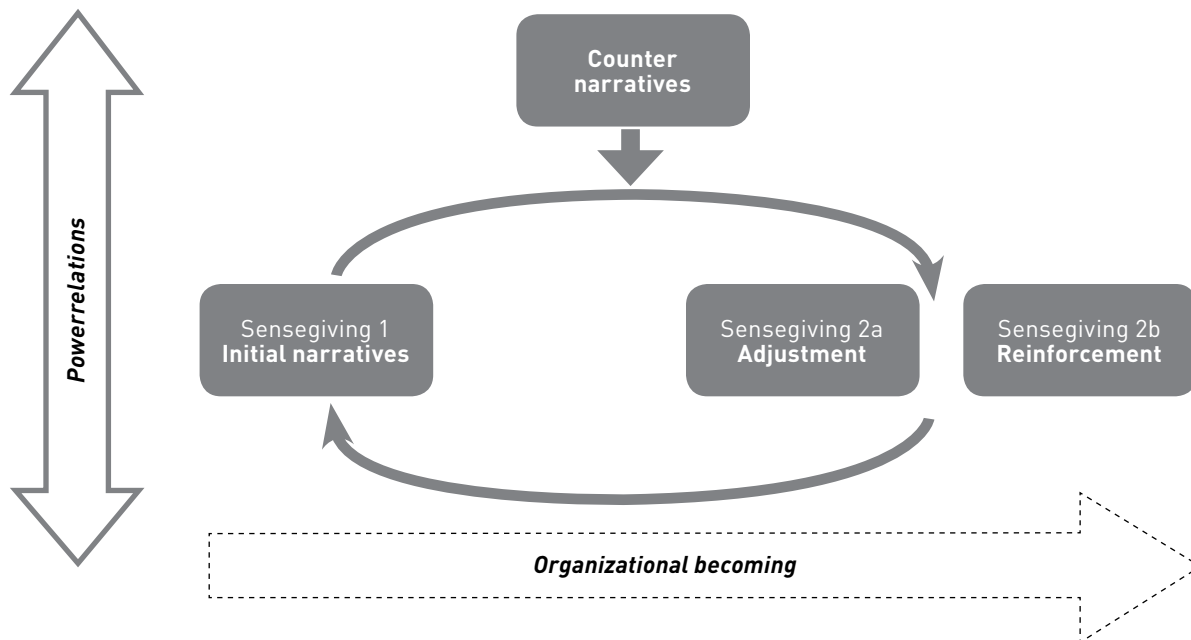 Counter
narratives
Powerrelations
Sensegiving 1
Initial narratives
Sensegiving 2a
Adjustment
Sensegiving 2b
Reinforcement
Organizational becoming